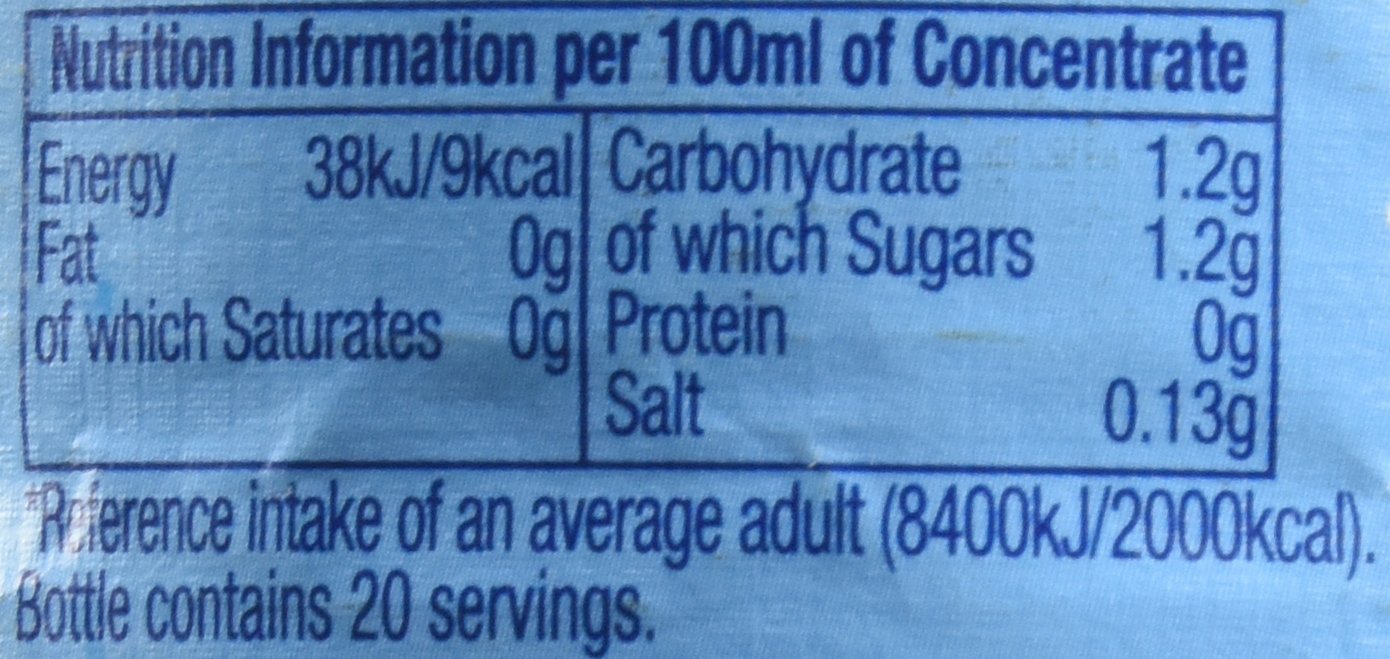 Nutrition Information per 100ml of Concentrate
Energy 38kJ/9kcal
Fat 0g
of which Saturates 0g
Carbohydrate 1.2g
of which Sugars 1.2g
Protein 0g
Salt 0.13g
*Reference intake of an average adult (8400kJ/2000kcal).
Bottle contains 20 servings.